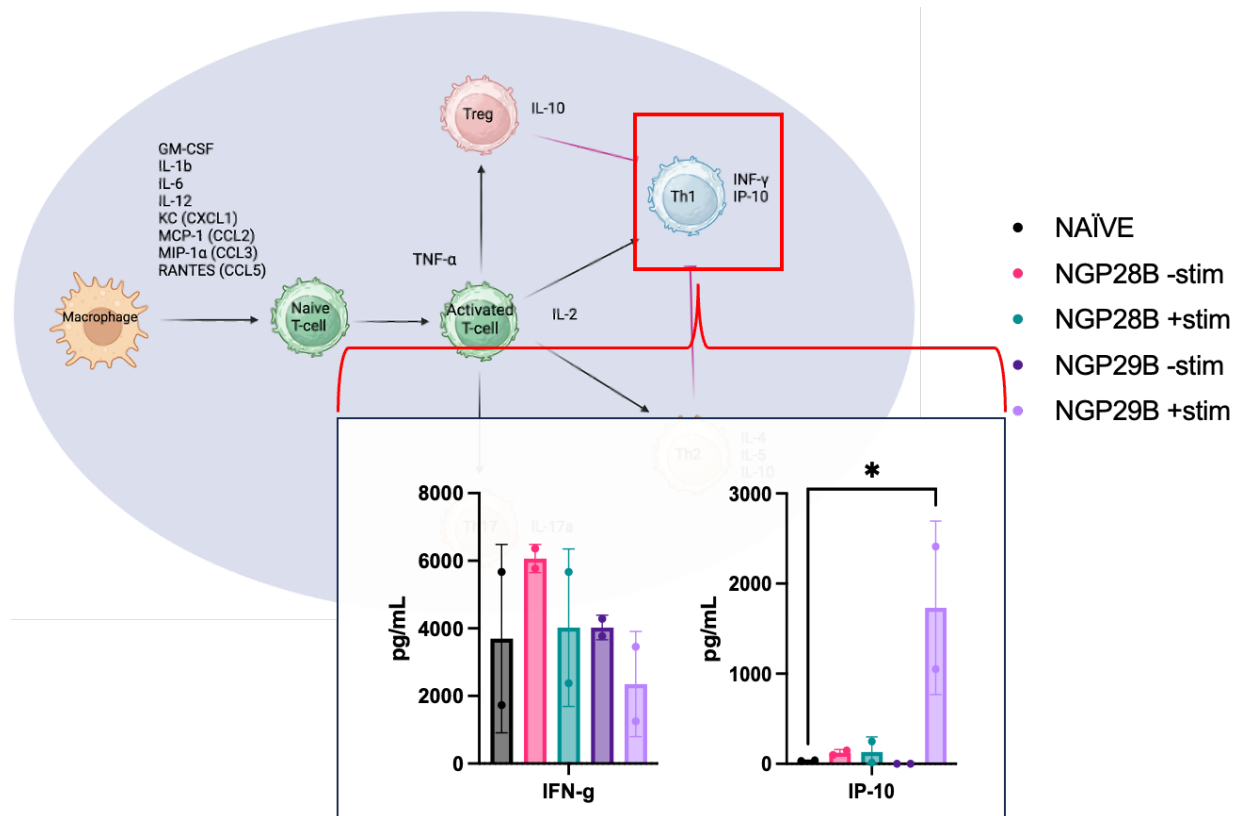 Treg
IL-10
GM-CSF
IL-1b
IL-6
IL-12
KC (CXCL1)
MCP-1 (CCL2)
MIP-1α (CCL3)
RANTES (CCL5)
Th1
INF-γ
IP-10
TNF-α
Macrophage
Naive
T-cell
Activated
T-cell
IL-2
Th2
IL-4
IL-5
IL-10
Th17
IL-17a
NAÏVE
NGP28B -stim
NGP28B +stim
NGP29B -stim
NGP29B +stim
8000
6000
4000
2000
0
pg/mL
IFN-g
*
3000
2000
1000
0
pg/mL
IP-10